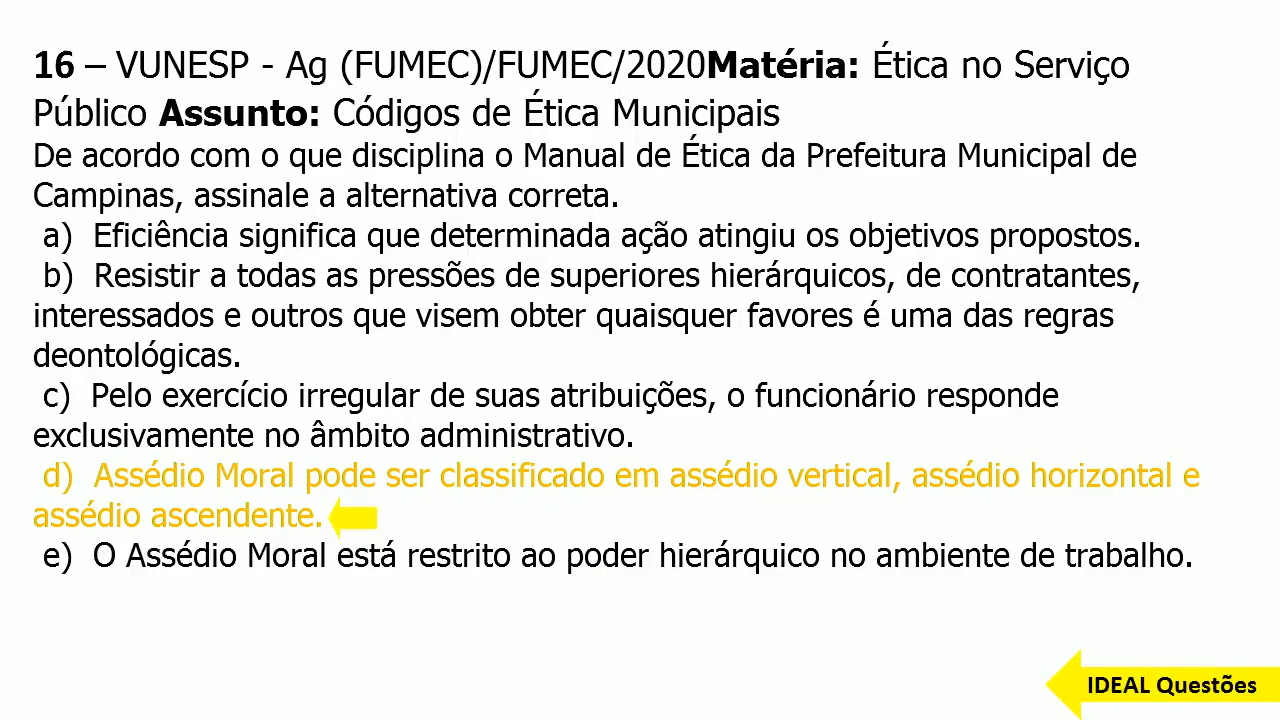 16 – VUNESP - Ag (FUMEC)/FUMEC/2020Matéria: Ética no Serviço
Público Assunto: Códigos de Ética Municipais
De acordo com o que disciplina o Manual de Ética da Prefeitura Municipal de
Campinas, assinale a alternativa correta.
a) Eficiência significa que determinada ação atingiu os objetivos propostos.
b) Resistir a todas as pressões de superiores hierárquicos, de contratantes,
interessados e outros que visem obter quaisquer favores é uma das regras
deontológicas.
c) Pelo exercício irregular de suas atribuições, o funcionário responde
exclusivamente no âmbito administrativo.
d) Assédio Moral pode ser classificado em assédio vertical, assédio horizontal e
assédio ascendente.
e) O Assédio Moral está restrito ao poder hierárquico no ambiente de trabalho.
IDEAL Questões